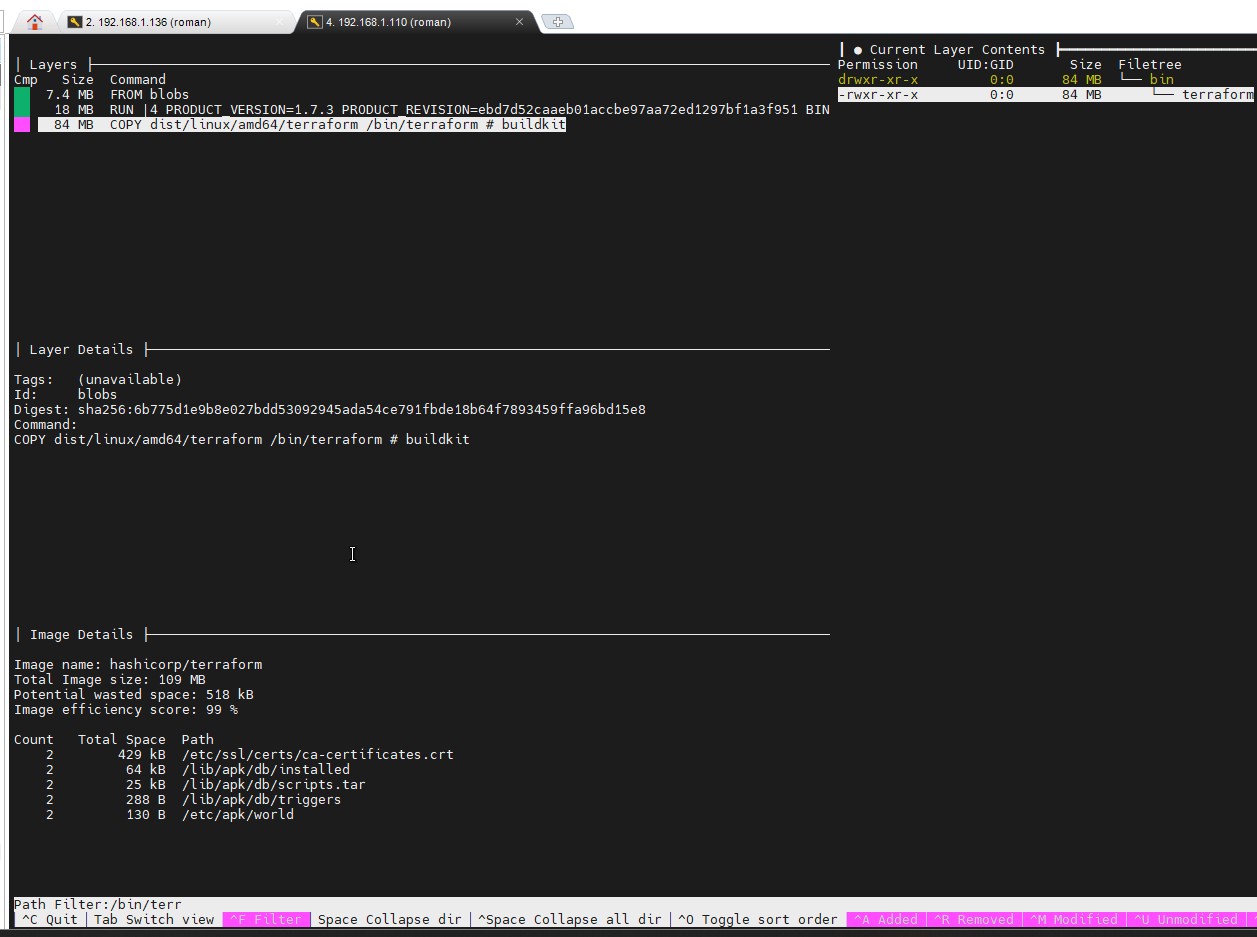 2. 192.168.1.136 (roman)
4. 192.168.1.110 (roman)
│ Layers ├
Cmp Size Command
7.4 MB FROM blobs
18 MB RUN |4 PRODUCT_VERSION=1.7.3 PRODUCT_REVISION=ebd7d52caaeb01accbe97aa72ed1297bf1a3f951 BIN
84 MB COPY dist/linux/amd64/terraform /bin/terraform # buildkit
│ Layer Details ├
Tags: (unavailable)
Id: blobs
Digest: sha256:6b775d1e9b8e027bdd53092945ada54ce791fbde18b64f7893459ffa96bd15e8
Command:
COPY dist/linux/amd64/terraform /bin/terraform # buildkit
│ Image Details ├
Image name: hashicorp/terraform
Total Image size: 109 MB
Potential wasted space: 518 kB
Image efficiency score: 99 %
Count Total Space Path
2 429 kB /etc/ssl/certs/ca-certificates.crt
2 64 kB /lib/apk/db/installed
2 25 kB /lib/apk/db/scripts.tar
2 288 B /lib/apk/db/triggers
2 130 B /etc/apk/world
┃ ● Current Layer Contents ┣
Permission UID:GID Size Filetree
drwxr-xr-x 0:0 84 MB └── bin
-rwxr-xr-x 0:0 84 MB └── terraform
Path Filter:/bin/terr
^C Quit | Tab Switch view ^F Filter Space Collapse dir | ^Space Collapse all dir | ^O Toggle sort order ^A Added | ^R Removed | ^M Modified | ^U Unmodified |